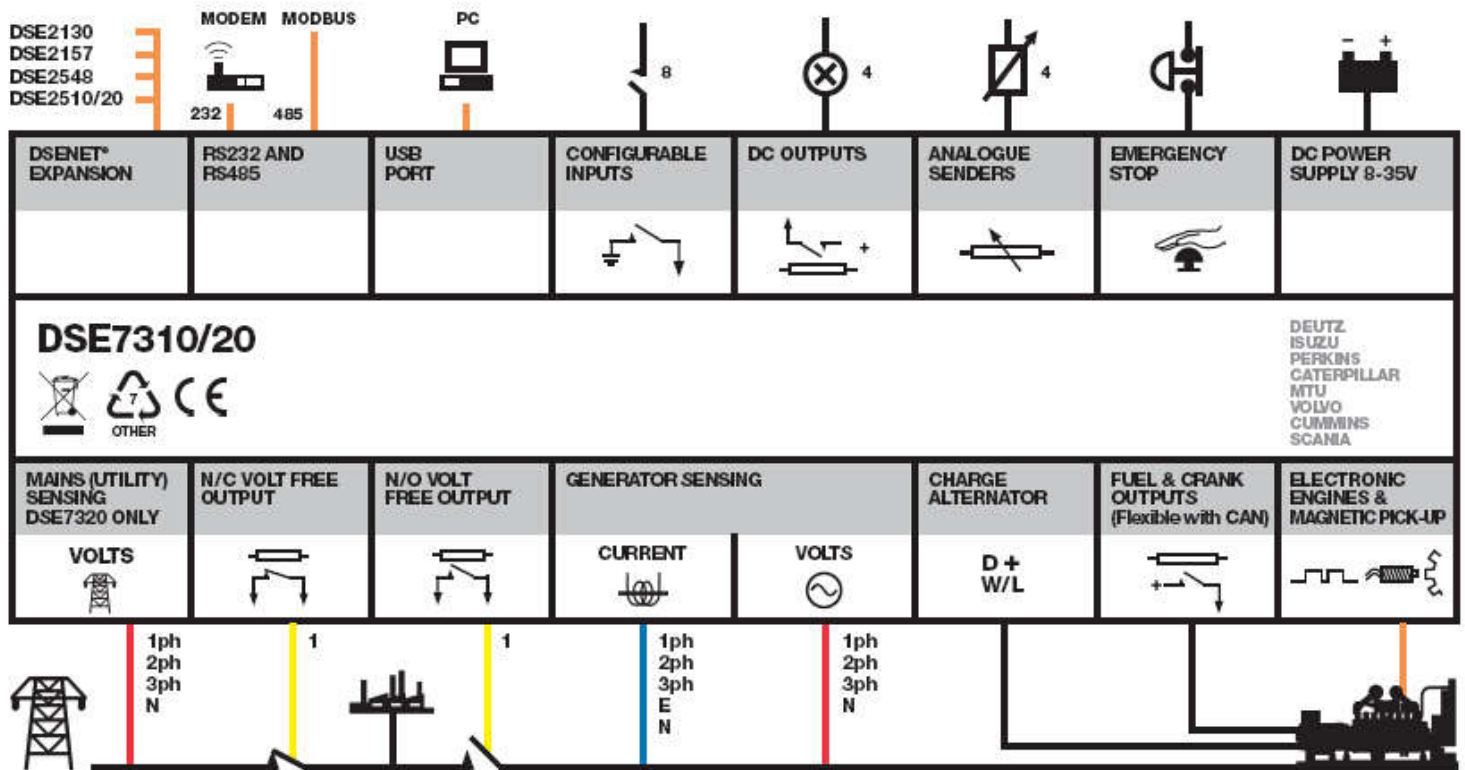 DSE2130
DSE2157
DSE2548
DSE2510/20
MODEM MODBUS
232 485
PC
8
4
4
- +
DSENET®
EXPANSION
RS232 AND
RS485
USB
PORT
CONFIGURABLE
INPUTS
DC OUTPUTS
ANALOGUE
SENDERS
EMERGENCY
STOP
DC POWER
SUPPLY 8-35V
+
DSE7310/20
7
OTHER
CE
DEUTZ
ISUZU
PERKINS
CATERPILLAR
MTU
VOLVO
CUMMINS
SCANIA
MAINS (UTILITY)
SENSING
DSE7320 ONLY
VOLTS
N/C VOLT FREE
OUTPUT
N/O VOLT
FREE OUTPUT
GENERATOR SENSING
CURRENT
VOLTS
CHARGE
ALTERNATOR
D +
W/L
FUEL & CRANK
OUTPUTS
(Flexible with CAN)
+
ELECTRONIC
ENGINES &
MAGNETIC PICK-UP
1ph
2ph
3ph
N
1
1
1ph
2ph
3ph
E
N
1ph
2ph
3ph
N